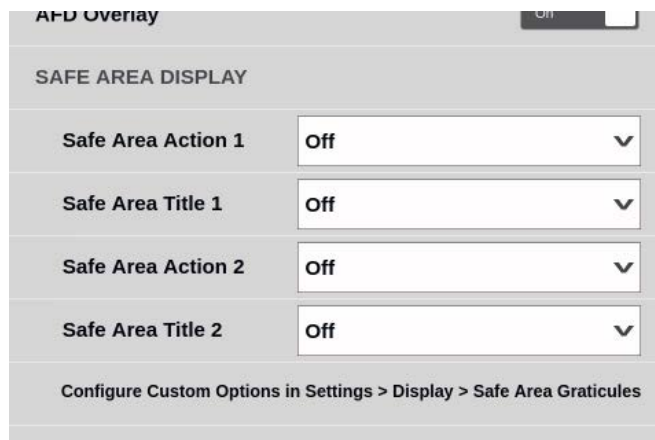 AFD Overlay On
SAFE AREA DISPLAY
Safe Area Action 1 Off
Safe Area Title 1 Off
Safe Area Action 2 Off
Safe Area Title 2 Off
Configure Custom Options in Settings > Display > Safe Area Graticules